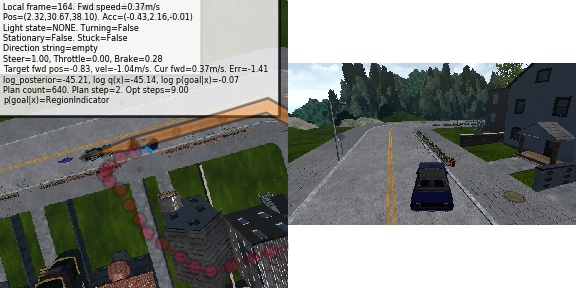 Local frame=164. Fwd speed=0.37m/s
Pos=(2.32,30.67,38.10). Acc=(-0.43,2.16,-0.01)
Light state=NONE. Turning=False
Stationary=False. Stuck=False
Direction string=empty
Steer=1.00, Throttle=0.00, Brake=0.28
Target fwd pos=-0.83, vel=-1.04m/s. Cur fwd=0.37m/s. Err=-1.41
log_posterior=-45.21, log q(x)=-45.14, log p(goal|x)=-0.07
Plan count=640. Plan step=2. Opt steps=9.00
p(goal|x)=RegionIndicator